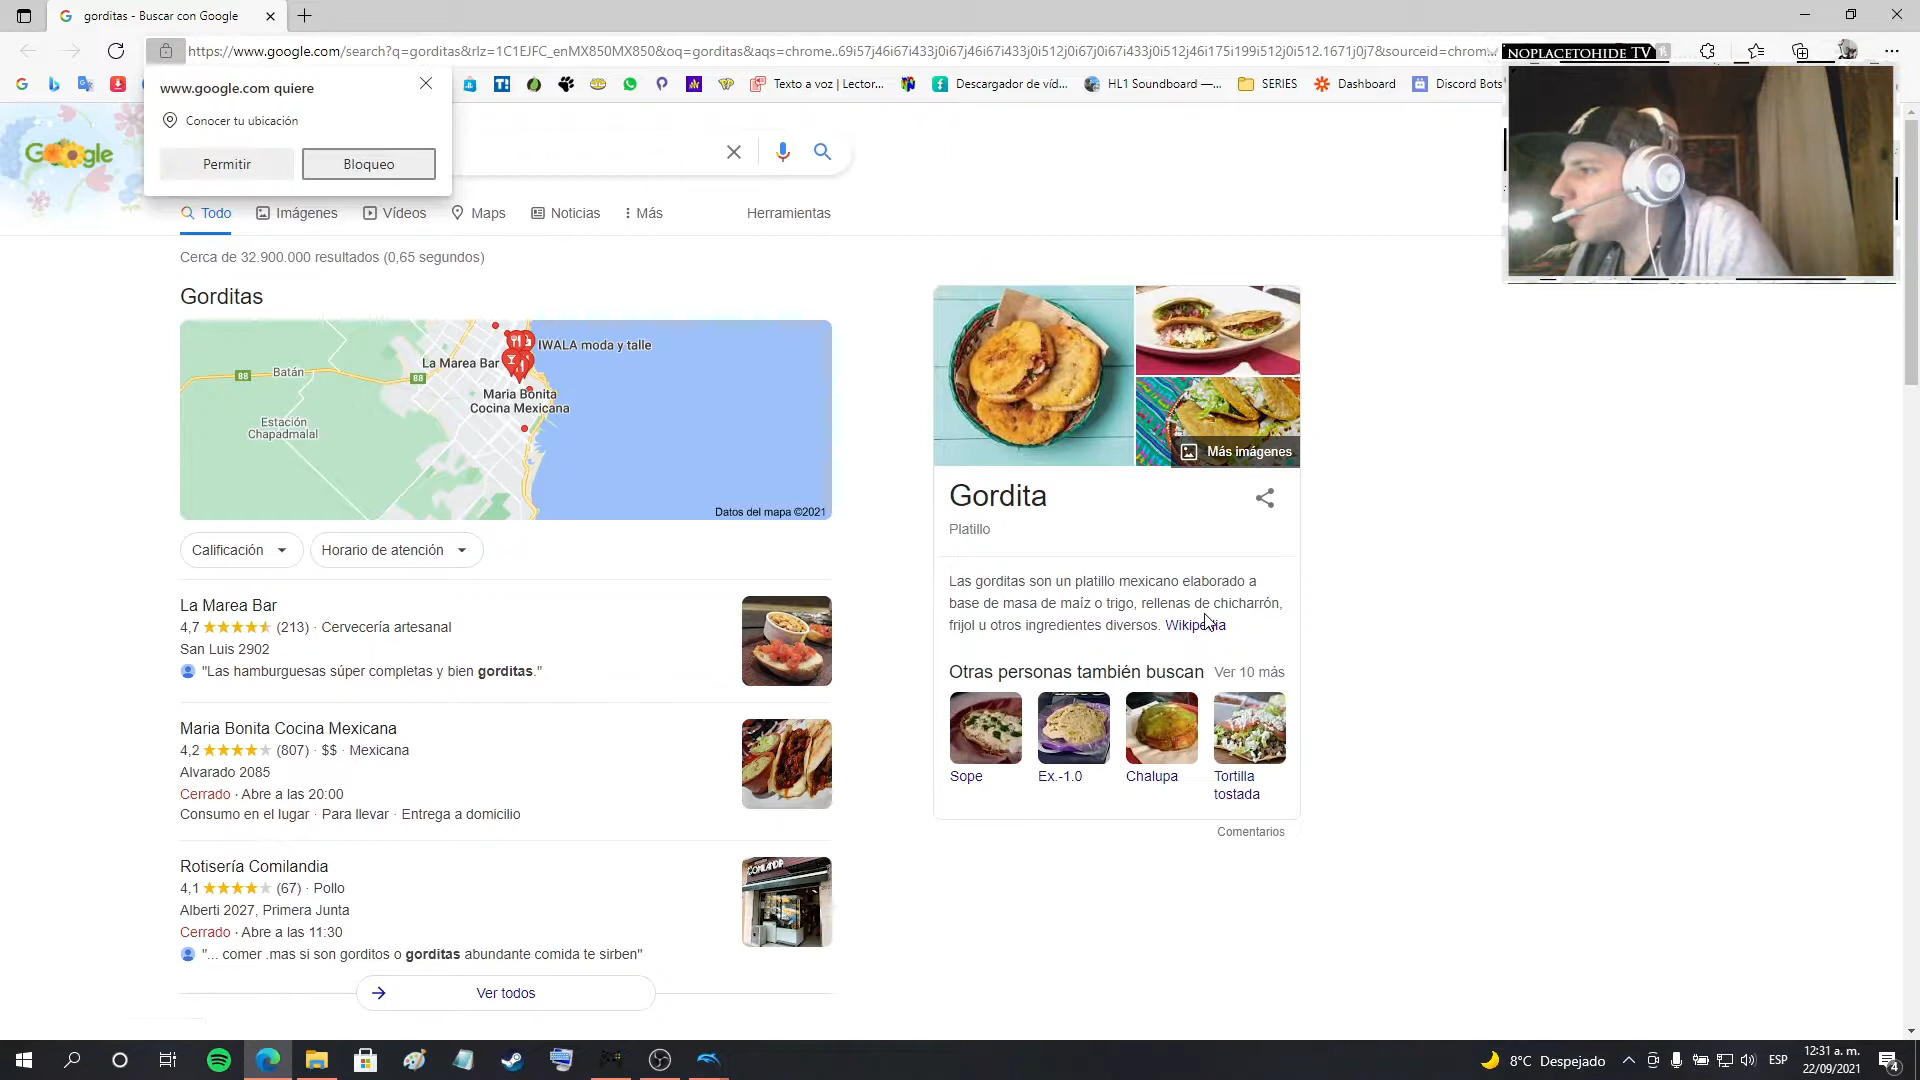 gorditas - Buscar con Google
https://www.google.com/search?q=gorditas&rlz=1C1EJFC_enMX850MX850&oq=gorditas&aqs=chrome..69i57j46i67i433j0i67j46i67i433j0i512j0i67j0i67i433j0i512j46i175i199i512j0i512.1671j0j7&sourceid=chrom...
NOPLACETOHIDE TV
Texto a voz | Lector...
Descargador de víd...
HL1 Soundboard —...
SERIES
Dashboard
Discord Bots
www.google.com quiere
Conocer tu ubicación
Permitir
Bloqueo
Google
Todo
Imágenes
Vídeos
Maps
Noticias
Más
Herramientas
Cerca de 32.900.000 resultados (0,65 segundos)
Gorditas
IWALA moda y talle
La Marea Bar
88
Batán
88
Maria Bonita
Cocina Mexicana
Estación
Chapadmalal
Datos del mapa ©2021
Calificación
Horario de atención
La Marea Bar
4,7 (213) · Cervecería artesanal
San Luis 2902
"Las hamburguesas súper completas y bien gorditas."
Maria Bonita Cocina Mexicana
4,2 (807) · $$ · Mexicana
Alvarado 2085
Cerrado · Abre a las 20:00
Consumo en el lugar · Para llevar · Entrega a domicilio
Rotisería Comilandia
4,1 (67) · Pollo
Alberti 2027, Primera Junta
Cerrado · Abre a las 11:30
"... comer .mas si son gorditos o gorditas abundante comida te sirben"
COMILANDIA
Ver todos
Más imágenes
Gordita
Platillo
Las gorditas son un platillo mexicano elaborado a
base de masa de maíz o trigo, rellenas de chicharrón,
frijol u otros ingredientes diversos. Wikipedia
Otras personas también buscan
Ver 10 más
Sope
Ex.-1.0
Chalupa
Tortilla
tostada
Comentarios
8°C Despejado
ESP
12:31 a. m.
22/09/2021
4